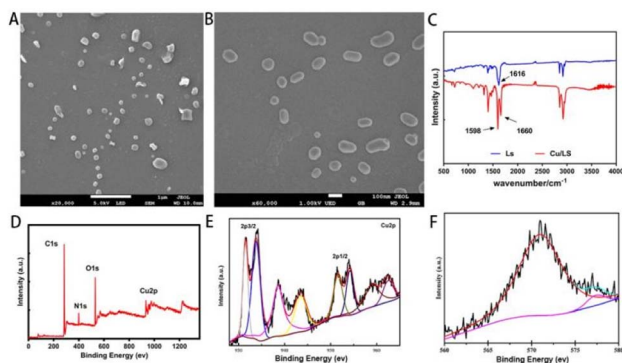 A
B
C
x20,000 5.0kV LED SEM WD 10.0mm
1μm JEOL
x60,000 1.00kV LED GB WD 2.9mm
100nm JEOL
Intensity (a.u.)
1616
1598
1660
500 1000 1500 2000 2500 3000 3500 4000
wavenumber/cm⁻¹
Ls Cu/LS
D
E
F
C1s
O1s
N1s
Cu2p
Intensity (a.u.)
0 200 400 600 800 1000 1200
Binding Energy (ev)
2p3/2
2p1/2
Cu2p
Intensity (a.u.)
Binding Energy (ev)
Intensity (a.u.)
560 565 570 575 580
Binding Energy (ev)